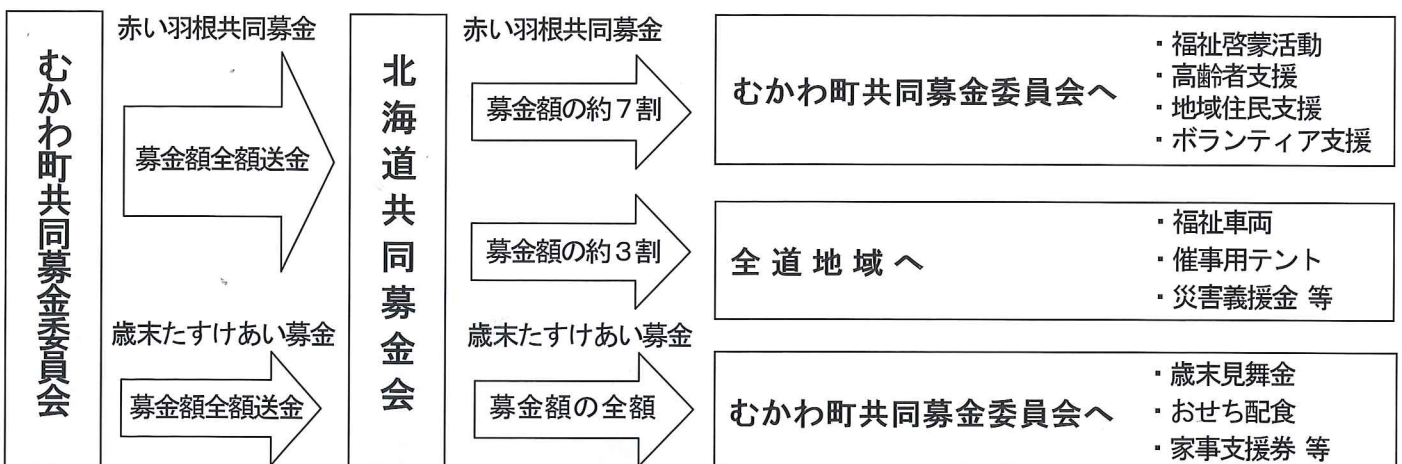 むかわ町共同募金委員会
赤い羽根共同募金
募金額全額送金
歳末たすけあい募金
募金額全額送金
北海道共同募金会
赤い羽根共同募金
募金額の約7割
むかわ町共同募金委員会へ
・福祉啓蒙活動
・高齢者支援
・地域住民支援
・ボランティア支援
募金額の約3割
全道地域へ
・福祉車両
・催事用テント
・災害義援金 等
歳末たすけあい募金
募金額の全額
むかわ町共同募金委員会へ
・歳末見舞金
・おせち配食
・家事支援券 等